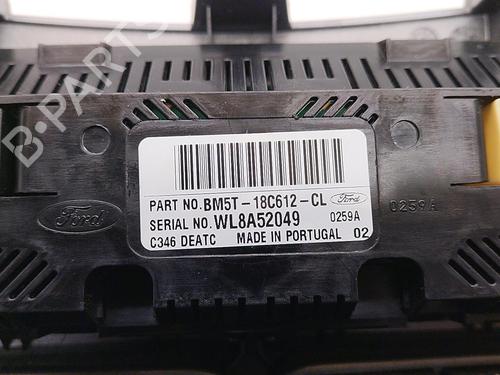 B-PARTS
PART NO. BM5T-18C612-CL Ford
SERIAL NO. WL8A52049 0259A
C346 DEATC MADE IN PORTUGAL 02
Ford
0259A